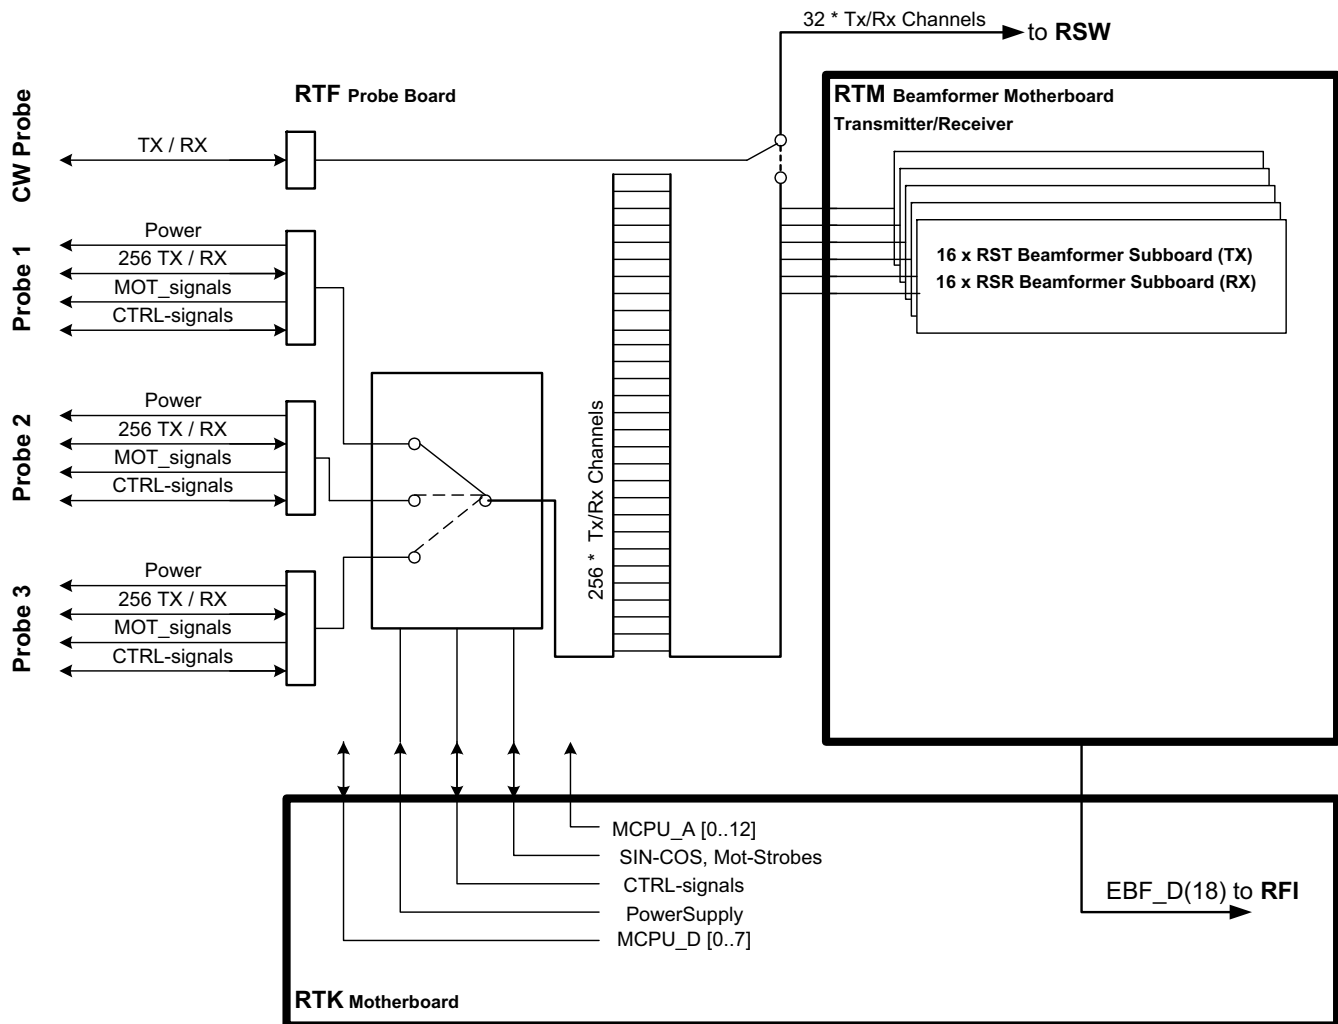 32 * Tx/Rx Channels
to RSW
RTF Probe Board
RTM Beamformer Motherboard
Transmitter/Receiver
CW Probe
TX / RX
Probe 1
Power
256 TX / RX
MOT_signals
CTRL-signals
16 x RST Beamformer Subboard (TX)
16 x RSR Beamformer Subboard (RX)
Probe 2
Power
256 TX / RX
MOT_signals
CTRL-signals
256 * Tx/Rx Channels
Probe 3
Power
256 TX / RX
MOT_signals
CTRL-signals
MCPU_A [0..12]
SIN-COS, Mot-Strobes
CTRL-signals
PowerSupply
MCPU_D [0..7]
EBF_D(18) to RFI
RTK Motherboard